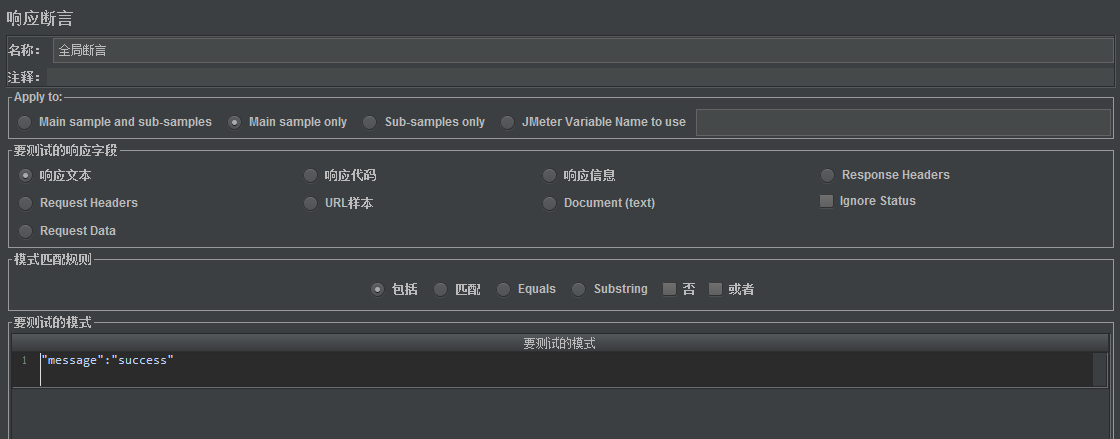 响应断言
名称： 全局断言
注释：
Apply to:
Main sample and sub-samples Main sample only Sub-samples only JMeter Variable Name to use
要测试的响应字段
响应文本 响应代码 响应信息 Response Headers
Request Headers URL样本 Document (text) Ignore Status
Request Data
模式匹配规则
包括 匹配 Equals Substring 否 或者
要测试的模式
要测试的模式
1 "message":"success"